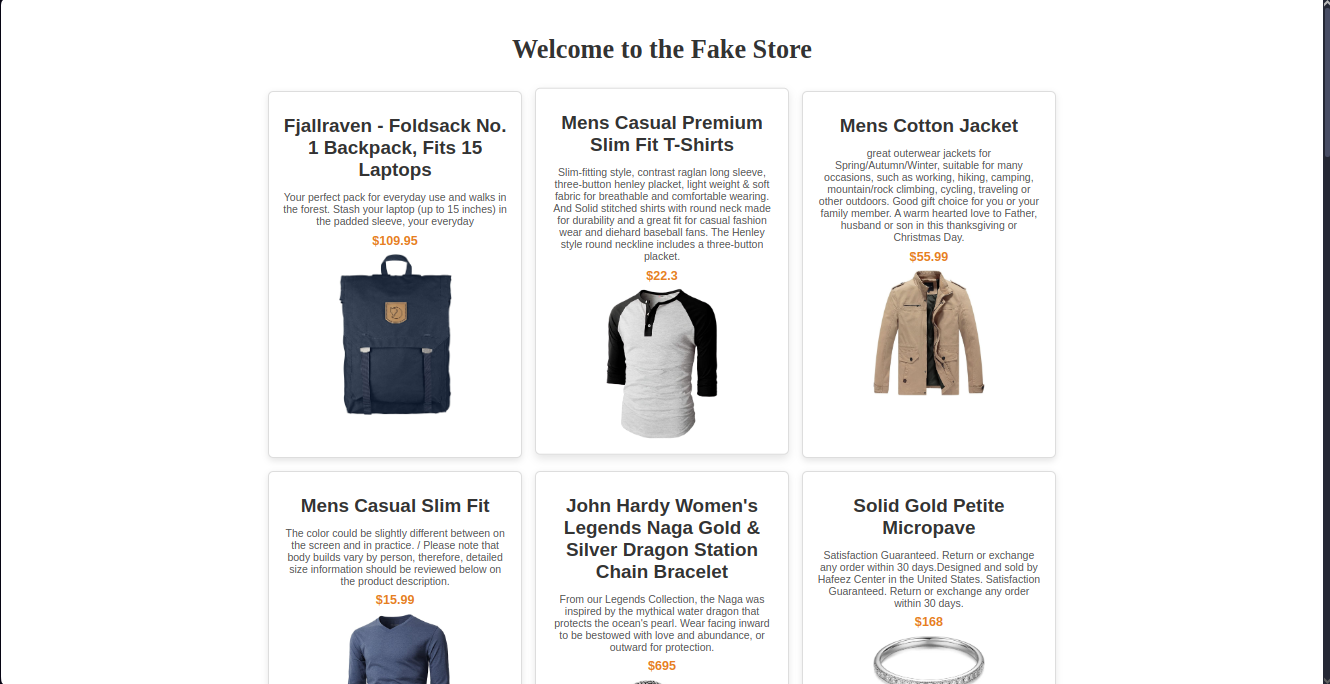 Welcome to the Fake Store
Fjallraven - Foldsack No.
1 Backpack, Fits 15
Laptops
Your perfect pack for everyday use and walks in
the forest. Stash your laptop (up to 15 inches) in
the padded sleeve, your everyday
$109.95
Mens Casual Premium
Slim Fit T-Shirts
Slim-fitting style, contrast raglan long sleeve,
three-button henley placket, light weight & soft
fabric for breathable and comfortable wearing.
And Solid stitched shirts with round neck made
for durability and a great fit for casual fashion
wear and diehard baseball fans. The Henley
style round neckline includes a three-button
placket.
$22.3
Mens Cotton Jacket
great outerwear jackets for
Spring/Autumn/Winter, suitable for many
occasions, such as working, hiking, camping,
mountain/rock climbing, cycling, traveling or
other outdoors. Good gift choice for you or your
family member. A warm hearted love to Father,
husband or son in this thanksgiving or
Christmas Day.
$55.99
Mens Casual Slim Fit
The color could be slightly different between on
the screen and in practice. / Please note that
body builds vary by person, therefore, detailed
size information should be reviewed below on
the product description.
$15.99
John Hardy Women's
Legends Naga Gold &
Silver Dragon Station
Chain Bracelet
From our Legends Collection, the Naga was
inspired by the mythical water dragon that
protects the ocean's pearl. Wear facing inward
to be bestowed with love and abundance, or
outward for protection.
$695
Solid Gold Petite
Micropave
Satisfaction Guaranteed. Return or exchange
any order within 30 days.Designed and sold by
Hafeez Center in the United States. Satisfaction
Guaranteed. Return or exchange any order
within 30 days.
$168